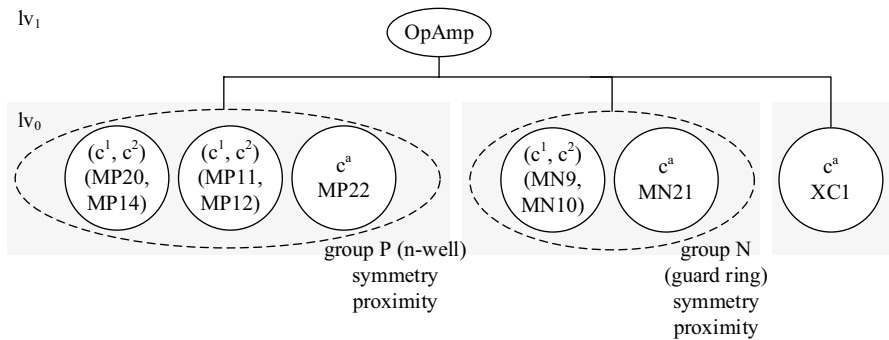 lv1
OpAmp
lv0
(c1, c2)
(MP20,
MP14)
(c1, c2)
(MP11,
MP12)
ca
MP22
(c1, c2)
(MN9,
MN10)
ca
MN21
ca
XC1
group P (n-well)
symmetry
proximity
group N
(guard ring)
symmetry
proximity